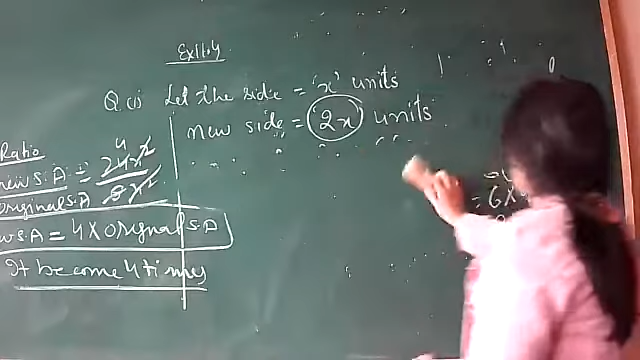 Ex11.4
Q.(i) Let the side = 'x' units
new side = 2x units
Ratio
new S.A = 24x²
original S.A
4
= 6x
w S.A = 4 x original S.A
It become 4 times